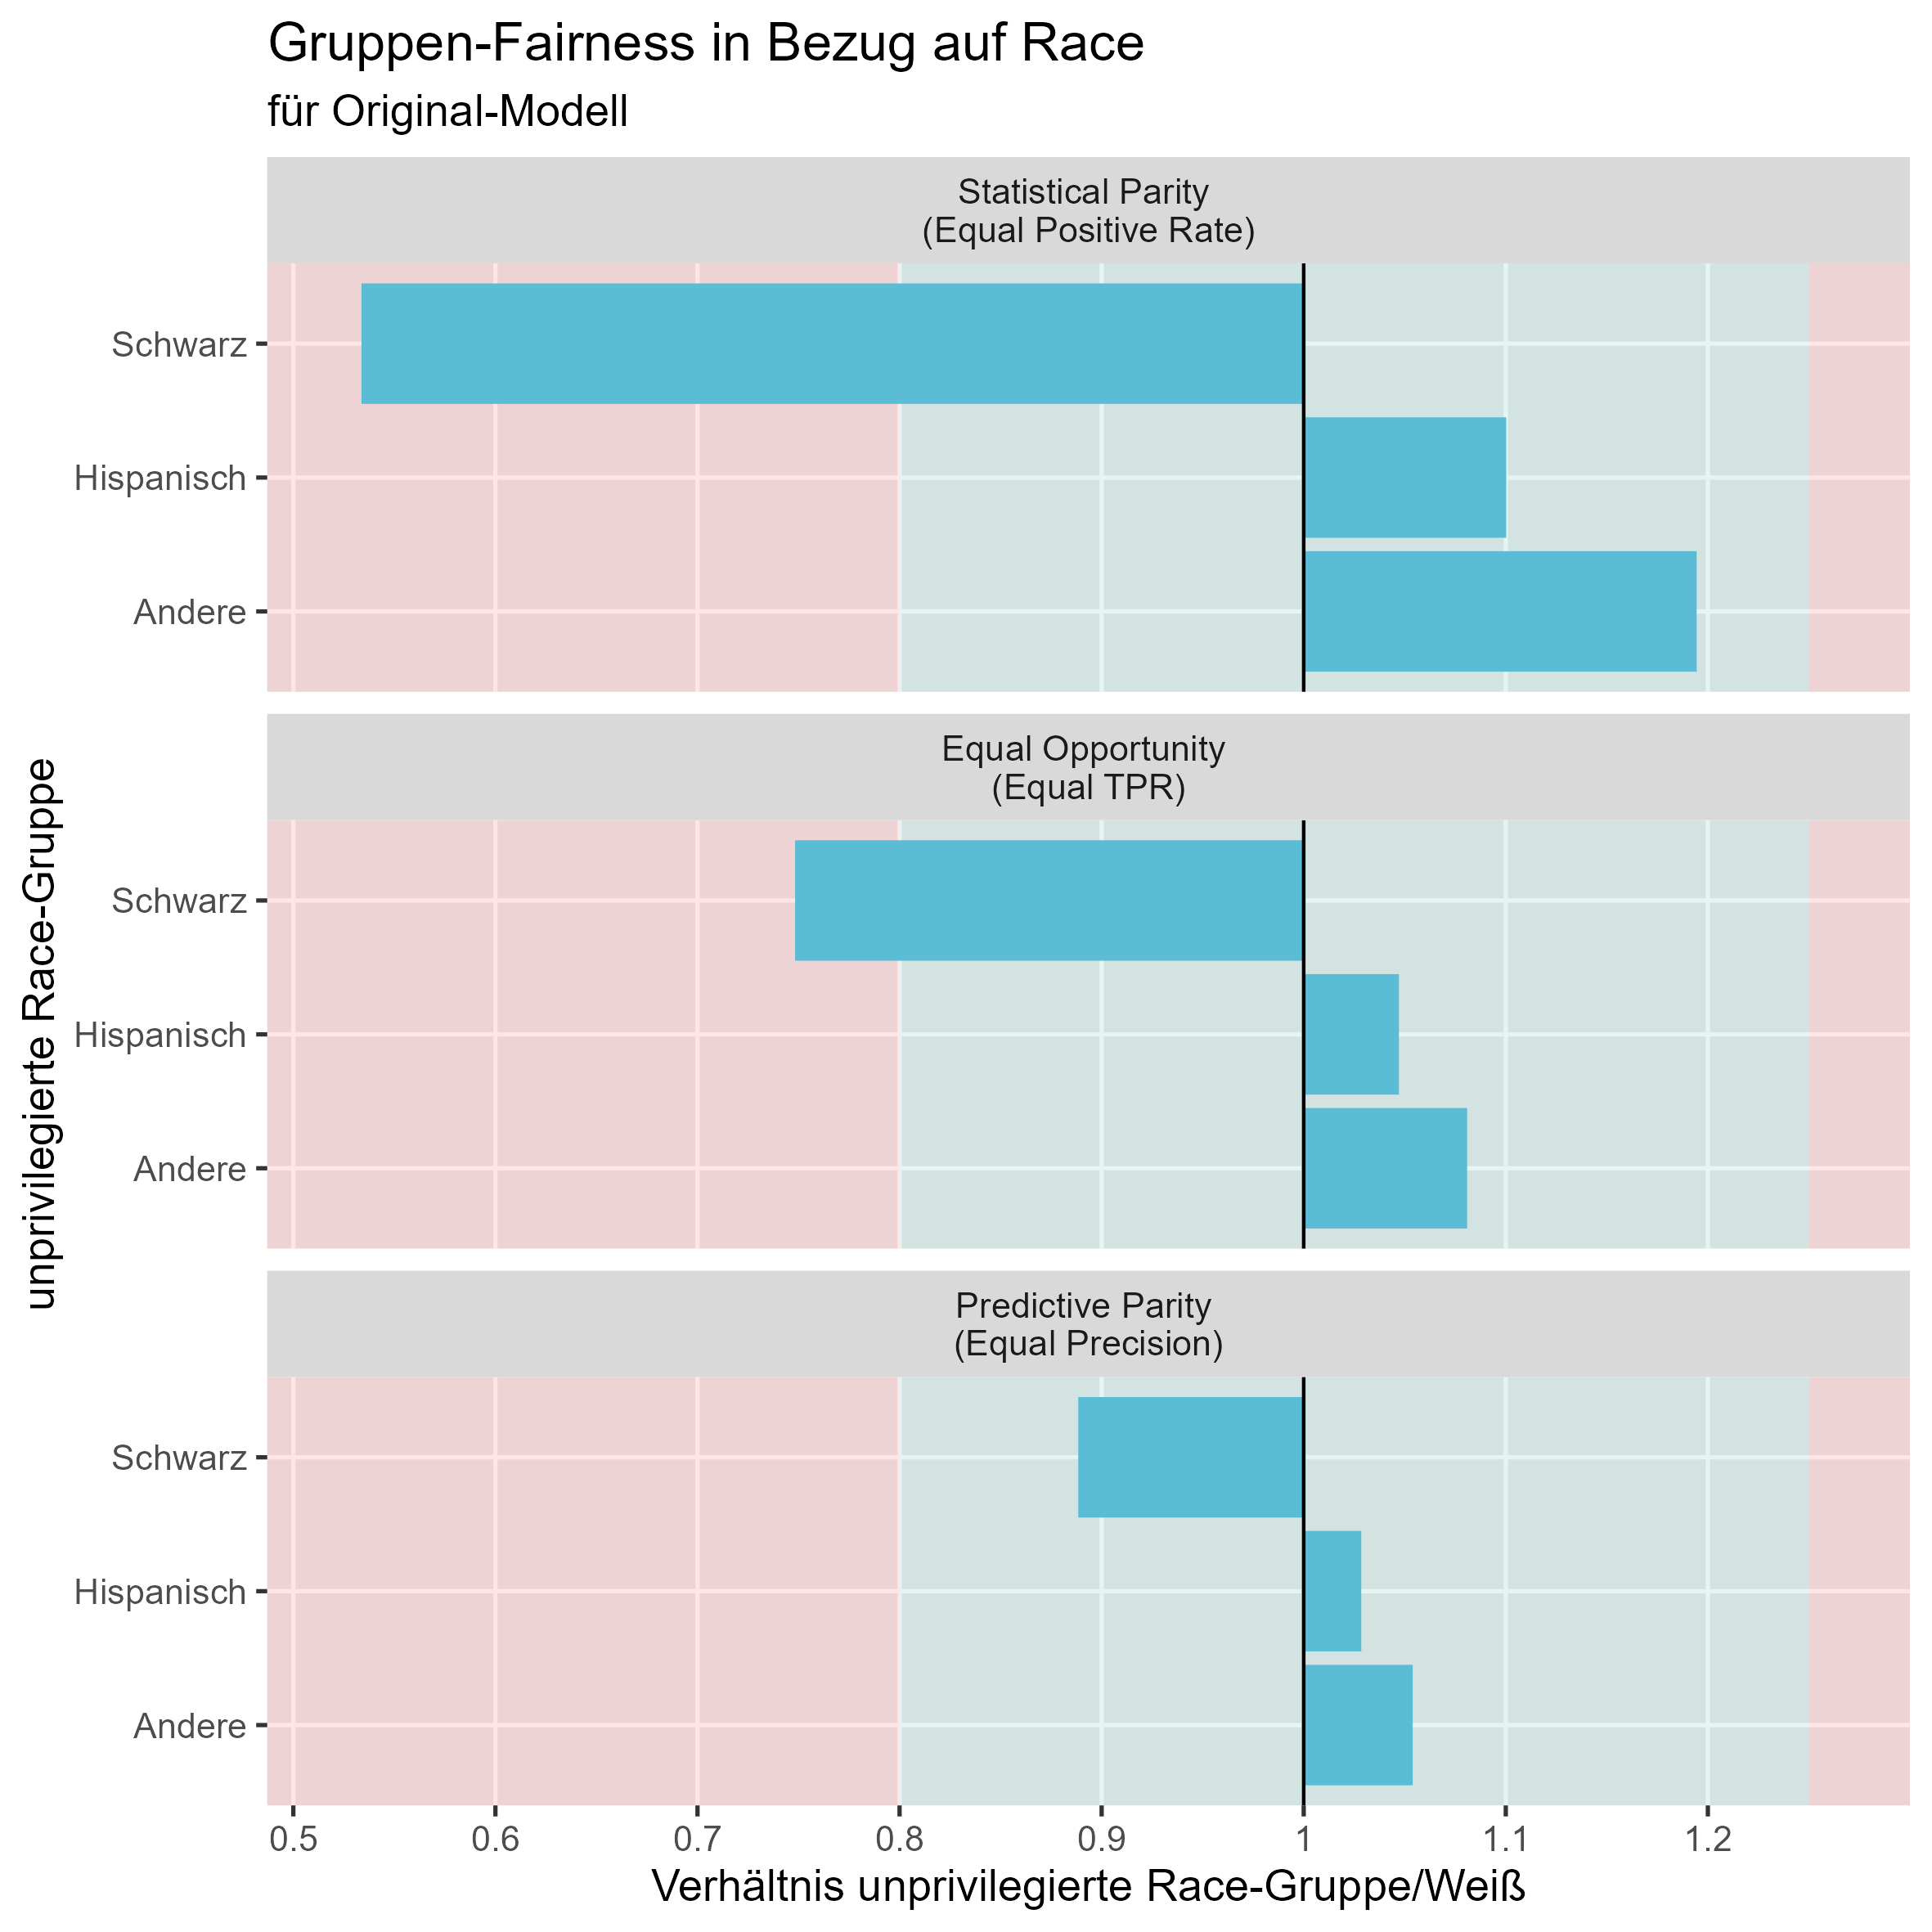 Gruppen-Fairness in Bezug auf Race
für Original-Modell
Statistical Parity
(Equal Positive Rate)
Schwarz
Hispanisch
Andere
Equal Opportunity
(Equal TPR)
Schwarz
Hispanisch
Andere
Predictive Parity
(Equal Precision)
Schwarz
Hispanisch
Andere
unprivilegierte Race-Gruppe
0.5 0.6 0.7 0.8 0.9 1 1.1 1.2
Verhältnis unprivilegierte Race-Gruppe/Weiß